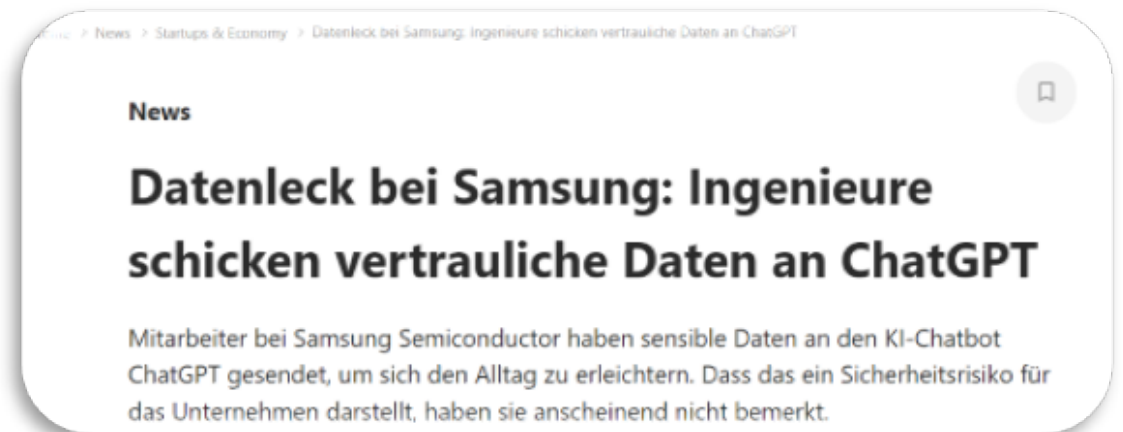 > News > Startups & Economy > Datenleck bei Samsung: Ingenieure schicken vertrauliche Daten an ChatGPT
News
Datenleck bei Samsung: Ingenieure
schicken vertrauliche Daten an ChatGPT
Mitarbeiter bei Samsung Semiconductor haben sensible Daten an den KI-Chatbot
ChatGPT gesendet, um sich den Alltag zu erleichtern. Dass das ein Sicherheitsrisiko für
das Unternehmen darstellt, haben sie anscheinend nicht bemerkt.